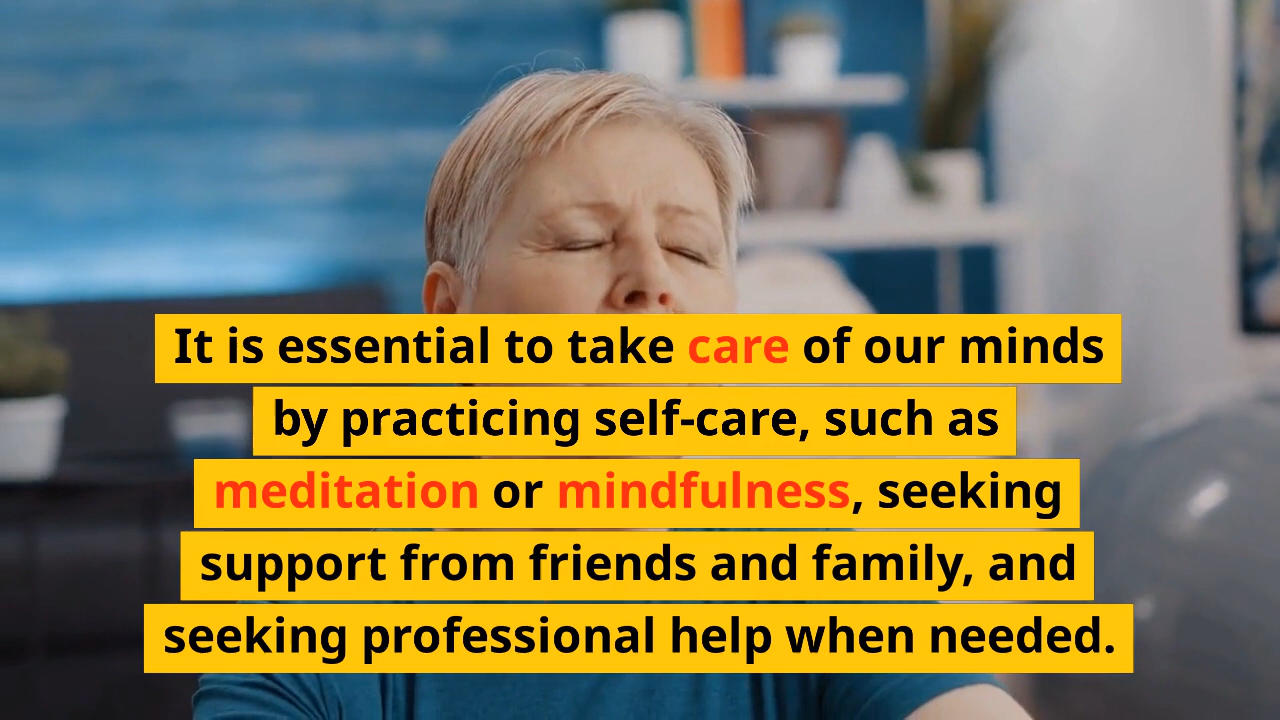 It is essential to take care of our minds
by practicing self-care, such as
meditation or mindfulness, seeking
support from friends and family, and
seeking professional help when needed.